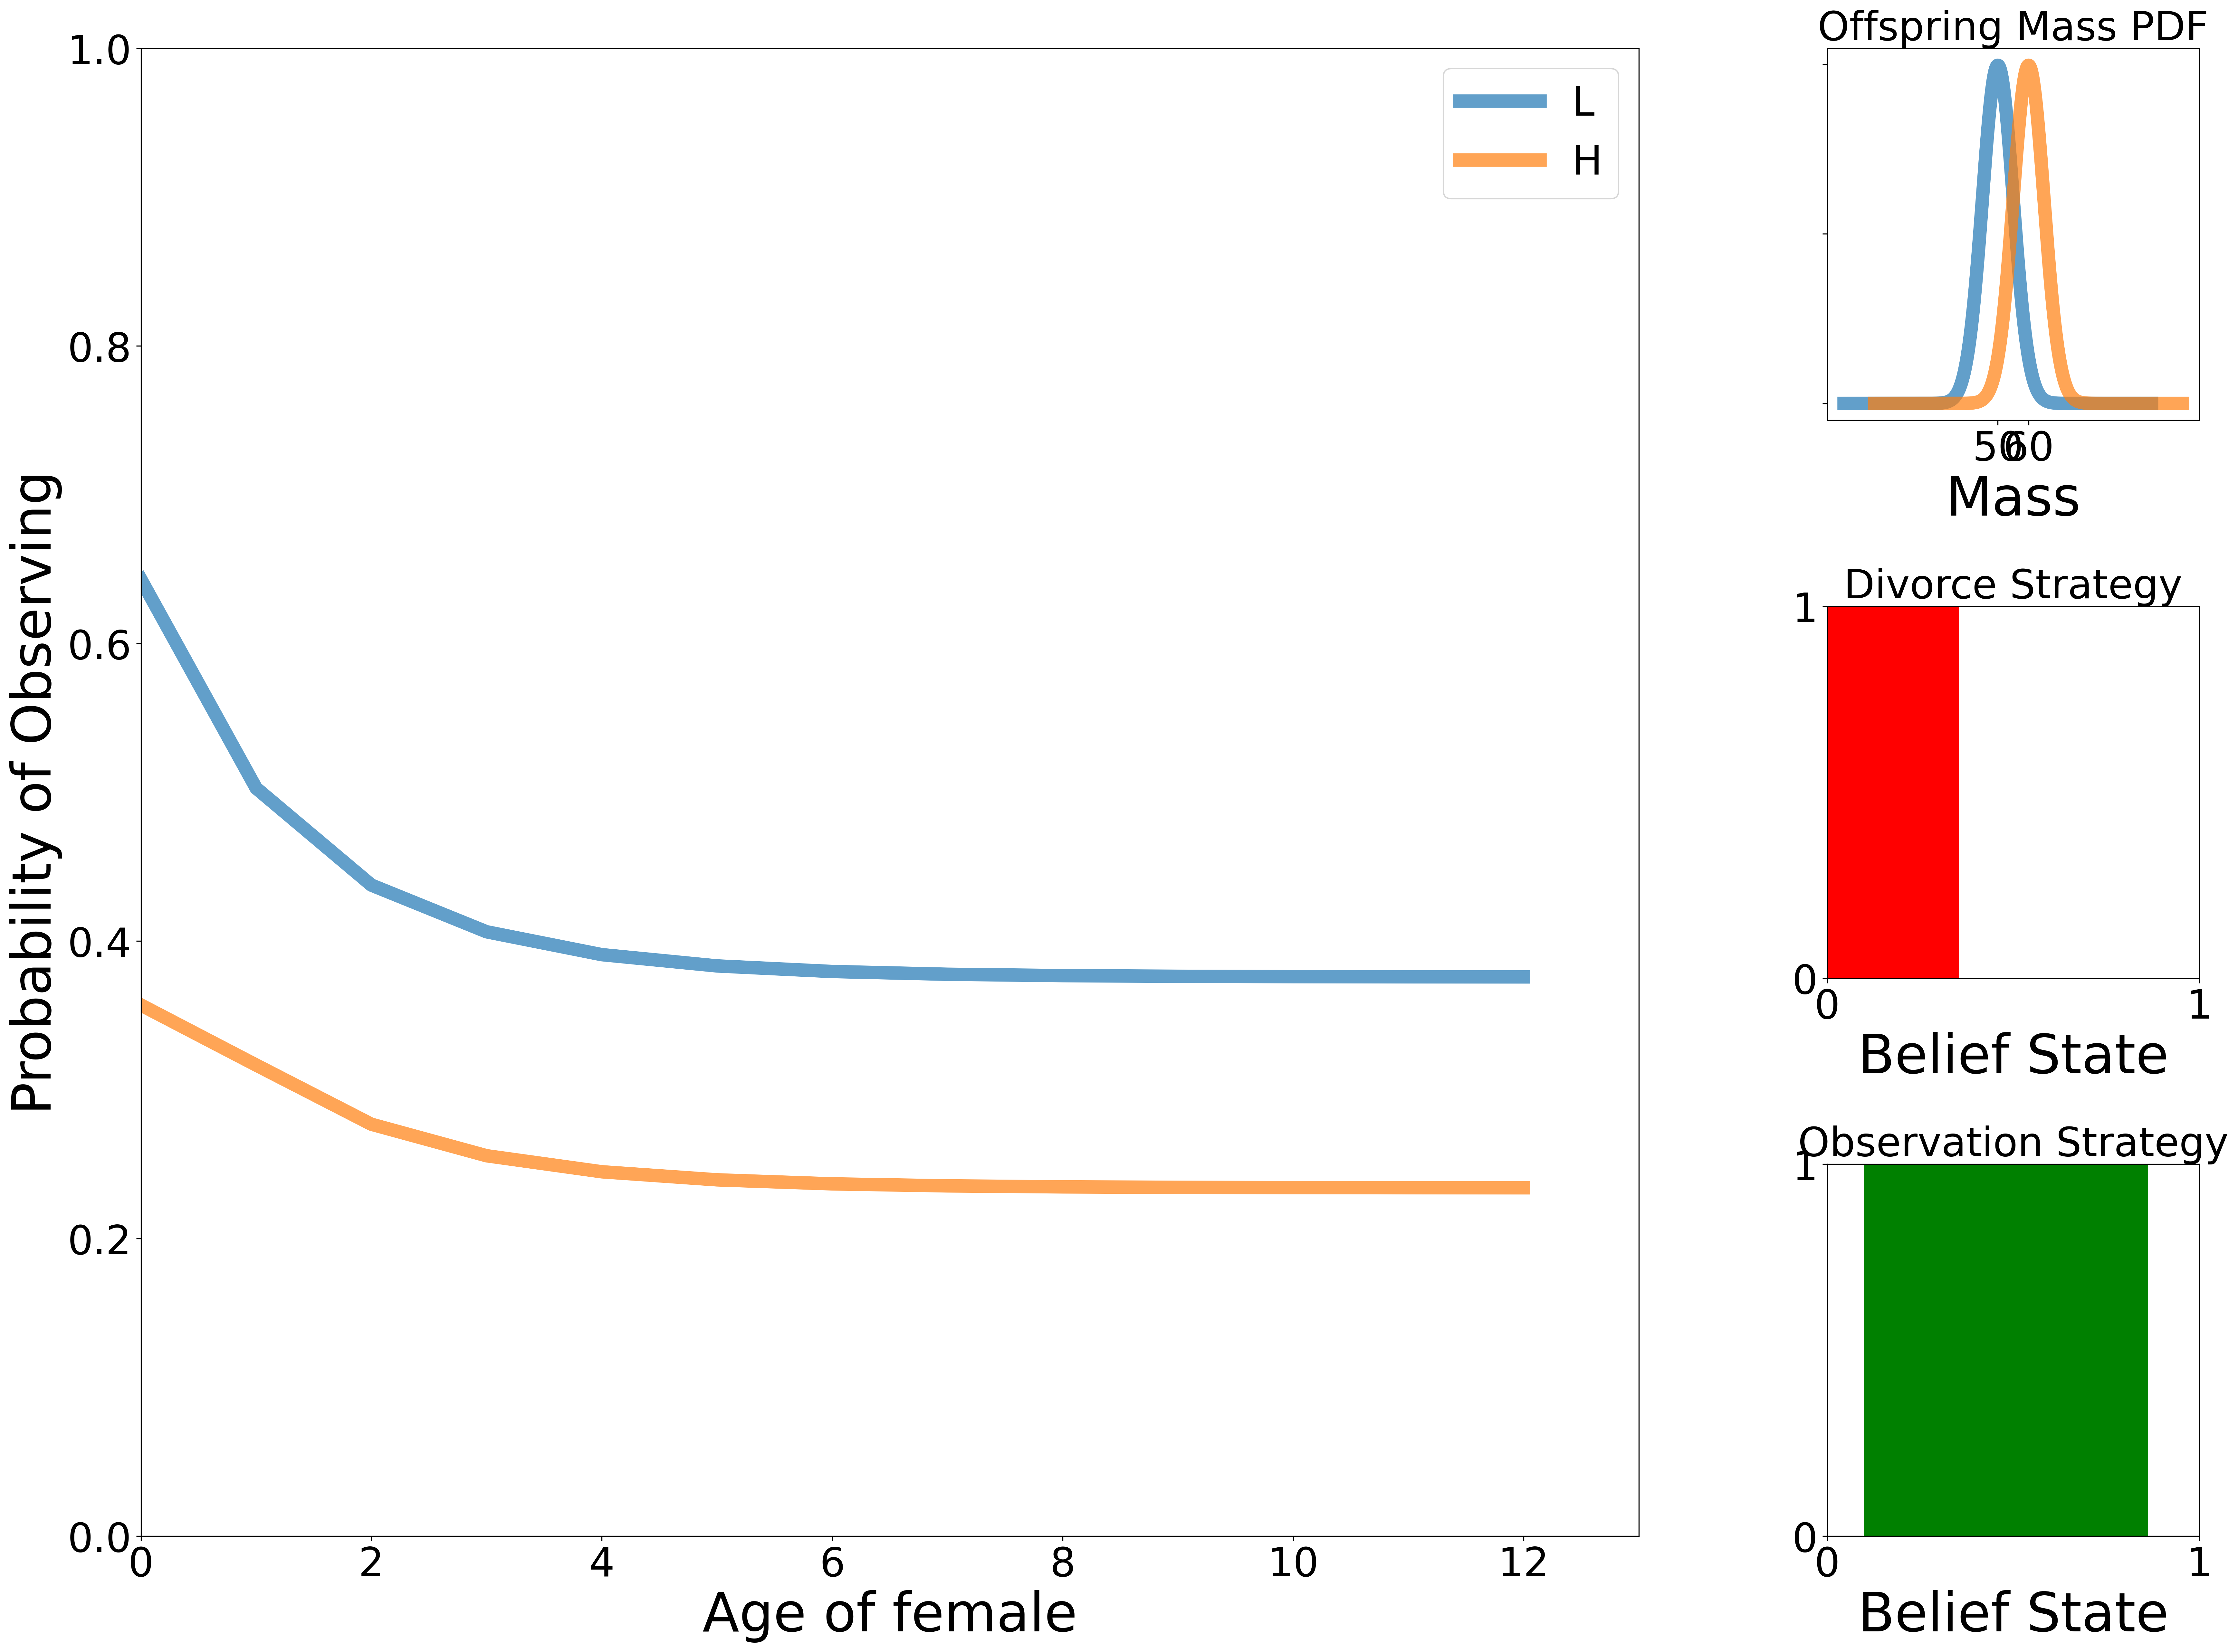 Probability of Observing
1.0
0.8
0.6
0.4
0.2
0.0
0 2 4 6 8 10 12
Age of female
L
H
Offspring Mass PDF
50 60
Mass
Divorce Strategy
1
0
0 1
Belief State
Observation Strategy
1
0
0 1
Belief State